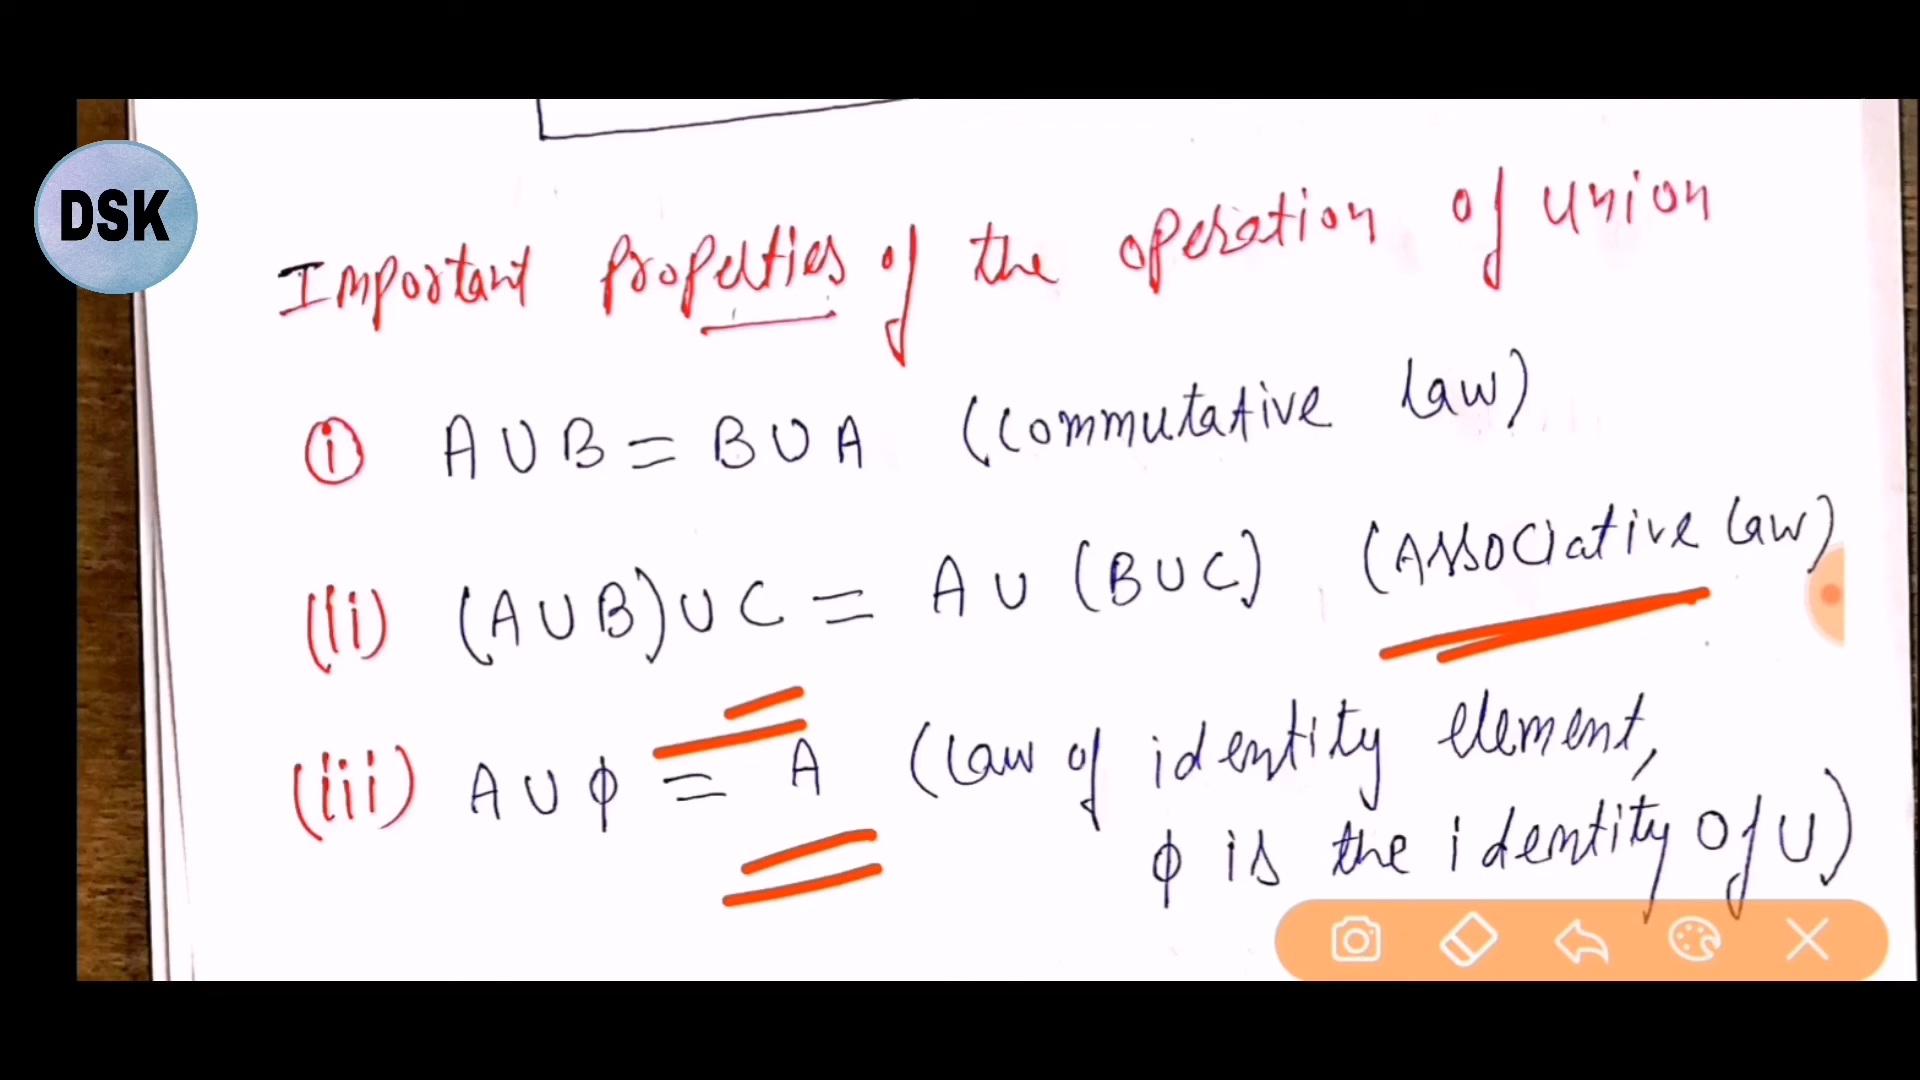 DSK
Important Properties of the operation of union
(i) A ∪ B = B ∪ A (Commutative Law)
(ii) (A ∪ B) ∪ C = A ∪ (B ∪ C) (Associative Law)
(iii) A ∪ ϕ = A (Law of identity element,
ϕ is the identity of U)